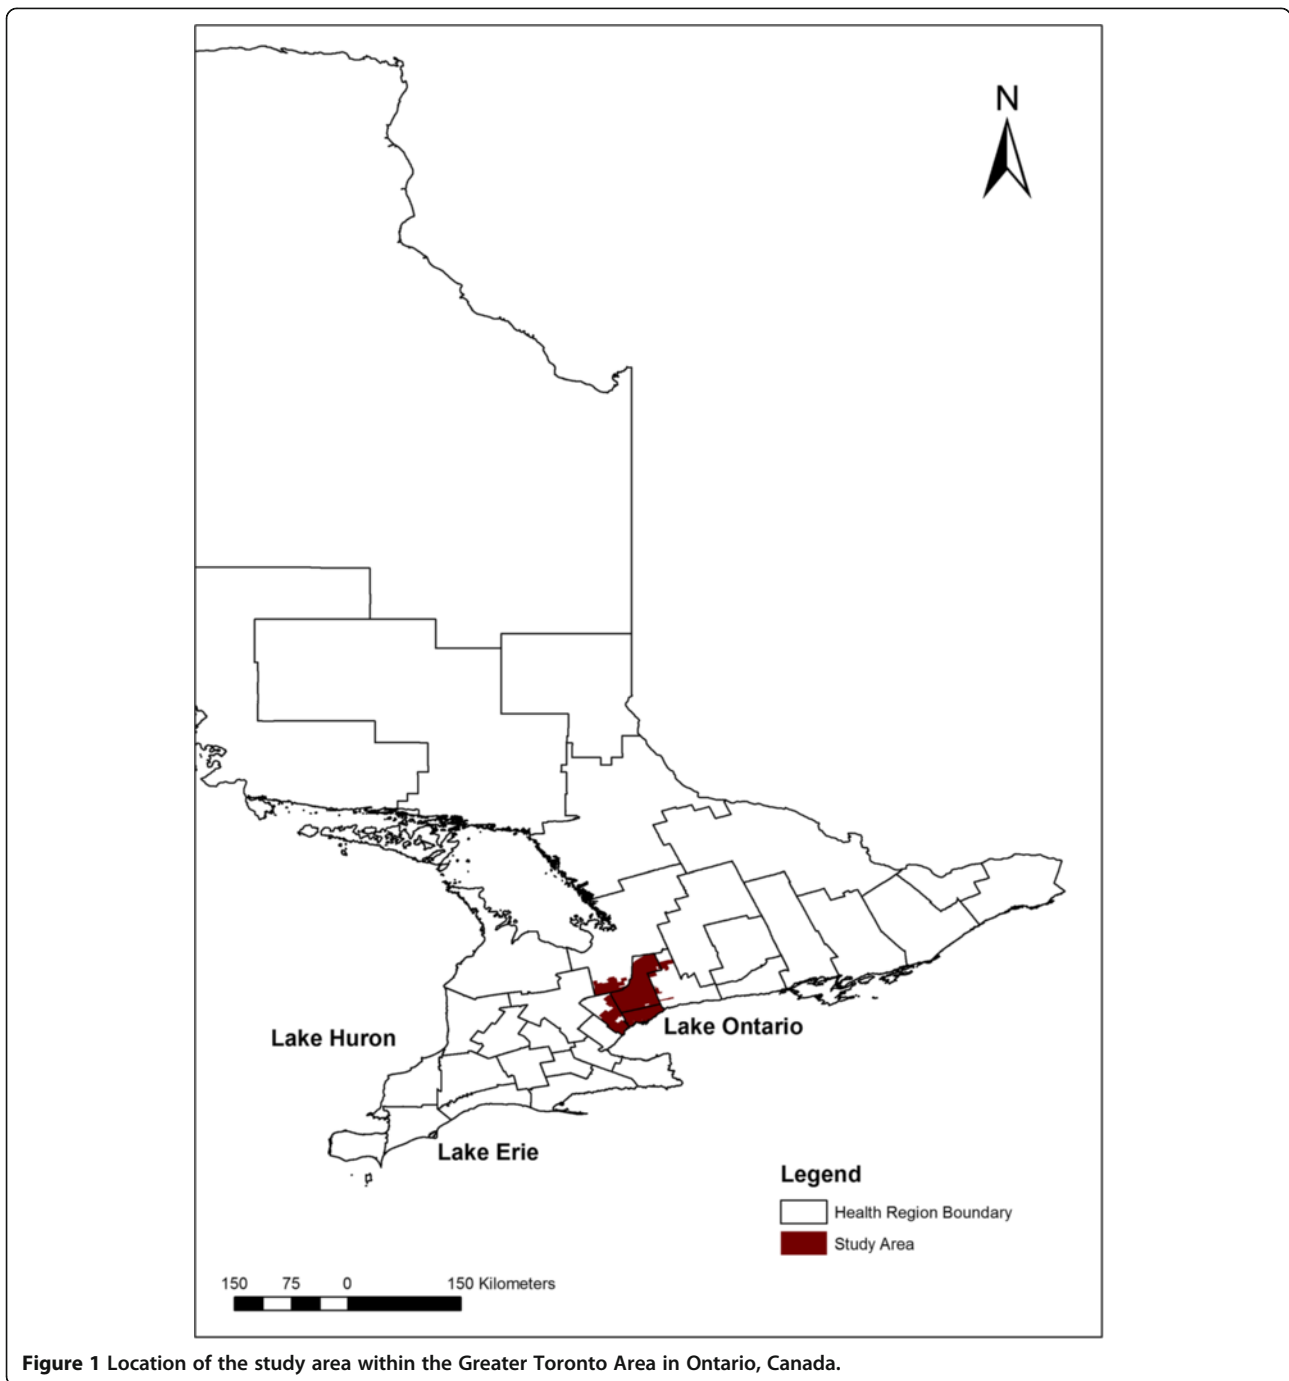 N
Lake Ontario
Lake Huron
Lake Erie
Legend
Health Region Boundary
Study Area
150 75 0 150 Kilometers
Figure 1 Location of the study area within the Greater Toronto Area in Ontario, Canada.